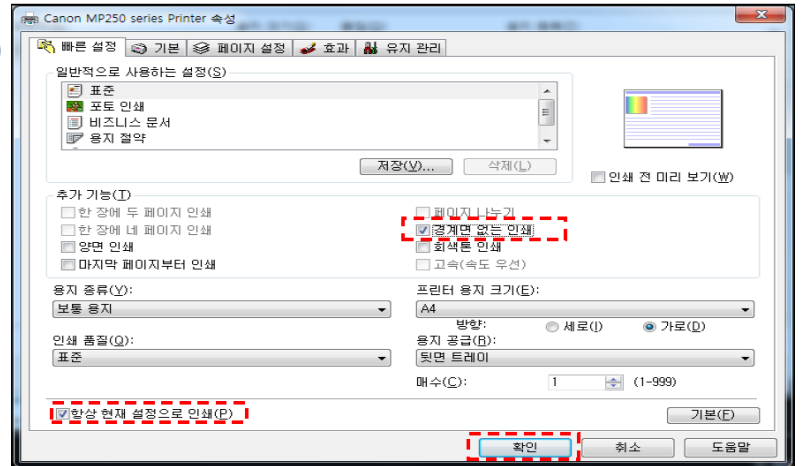 Canon MP250 series Printer 속성
빠른 설정 기본 페이지 설정 효과 유지 관리
일반적으로 사용하는 설정(S)
표준
포토 인쇄
비즈니스 문서
용지 절약
저장(V)... 삭제(L)
인쇄 전 미리 보기(W)
추가 기능(T)
한 장에 두 페이지 인쇄 페이지 나누기
한 장에 네 페이지 인쇄 경계면 없는 인쇄
양면 인쇄 회색톤 인쇄
마지막 페이지부터 인쇄 고속(속도 우선)
용지 종류(Y): 프린터 용지 크기(E):
보통 용지 A4
방향: 세로(I) 가로(D)
인쇄 품질(Q): 용지 공급(R):
표준 뒷면 트레이
매수(C): 1 (1-999)
항상 현재 설정으로 인쇄(P) 기본(F)
확인 취소 도움말